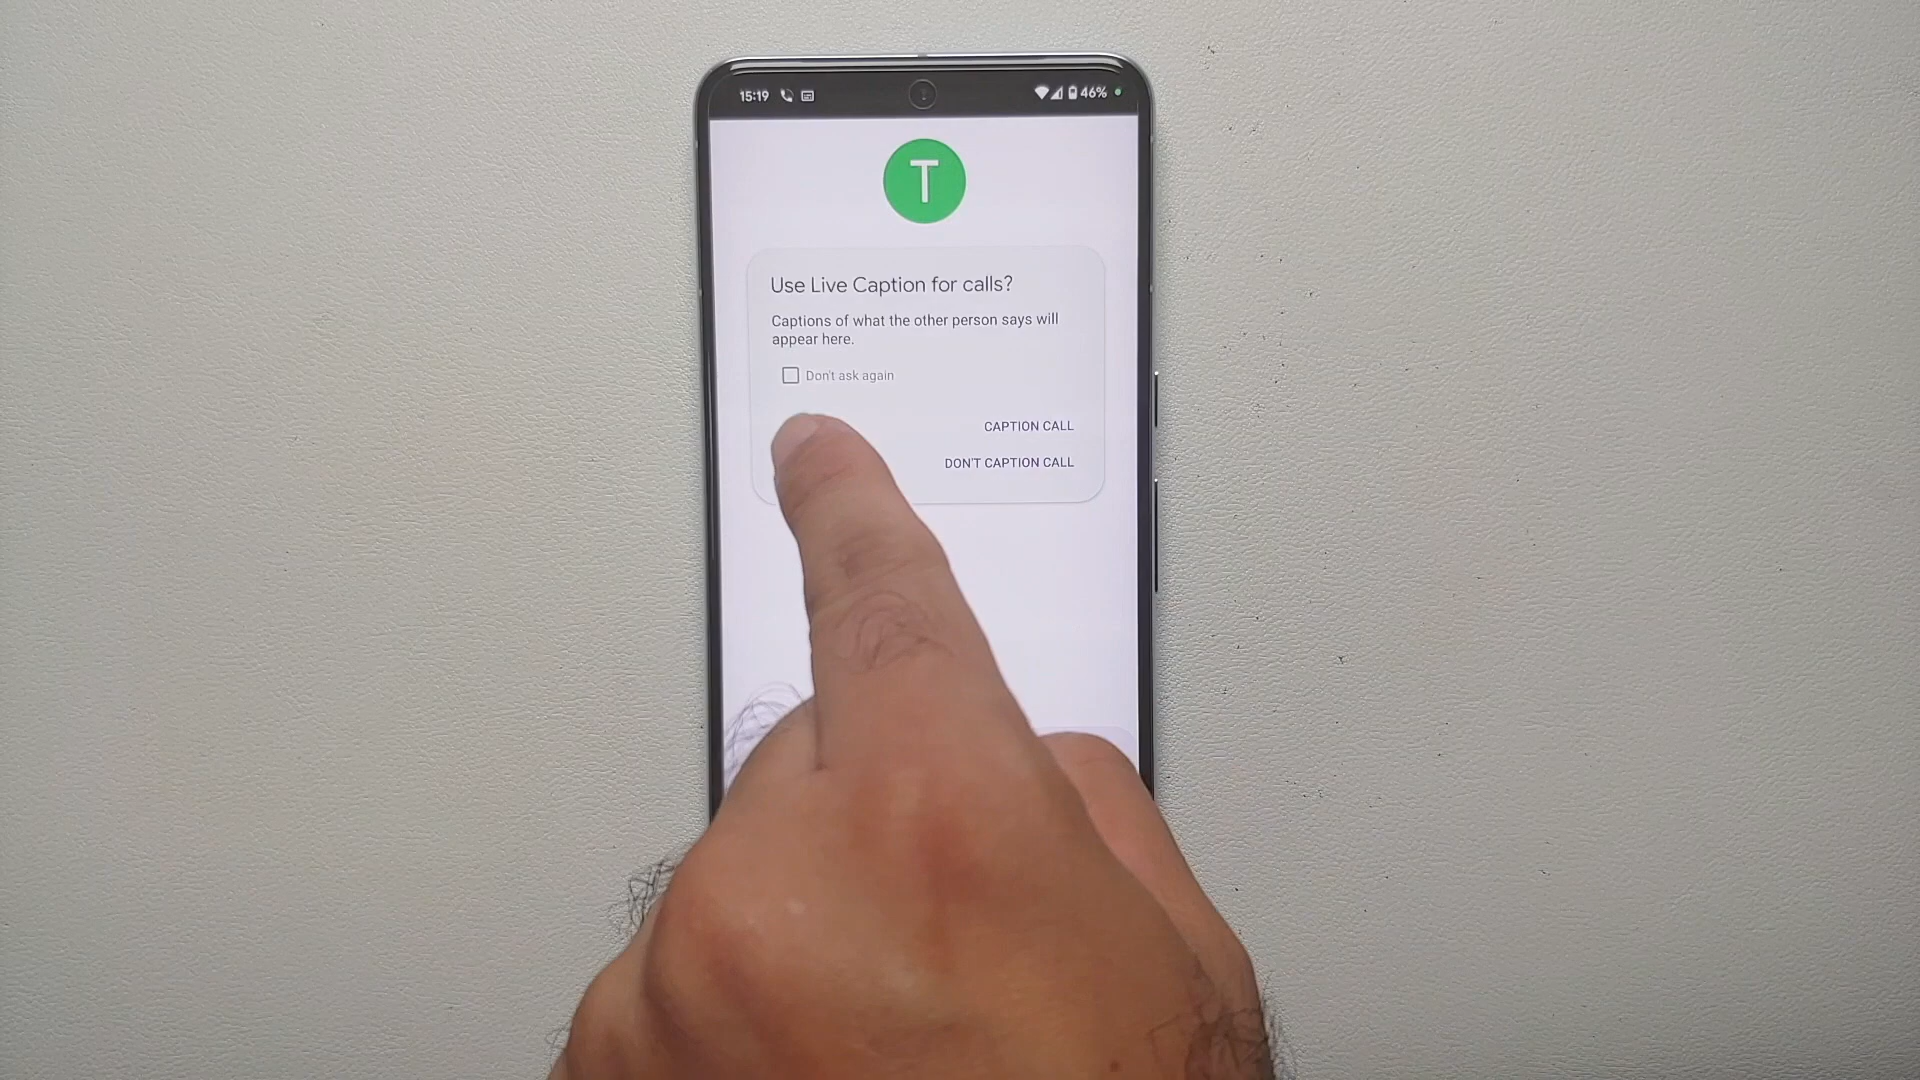 15:19 46%
T
Use Live Caption for calls?
Captions of what the other person says will
appear here.
Don't ask again
CAPTION CALL
DON'T CAPTION CALL